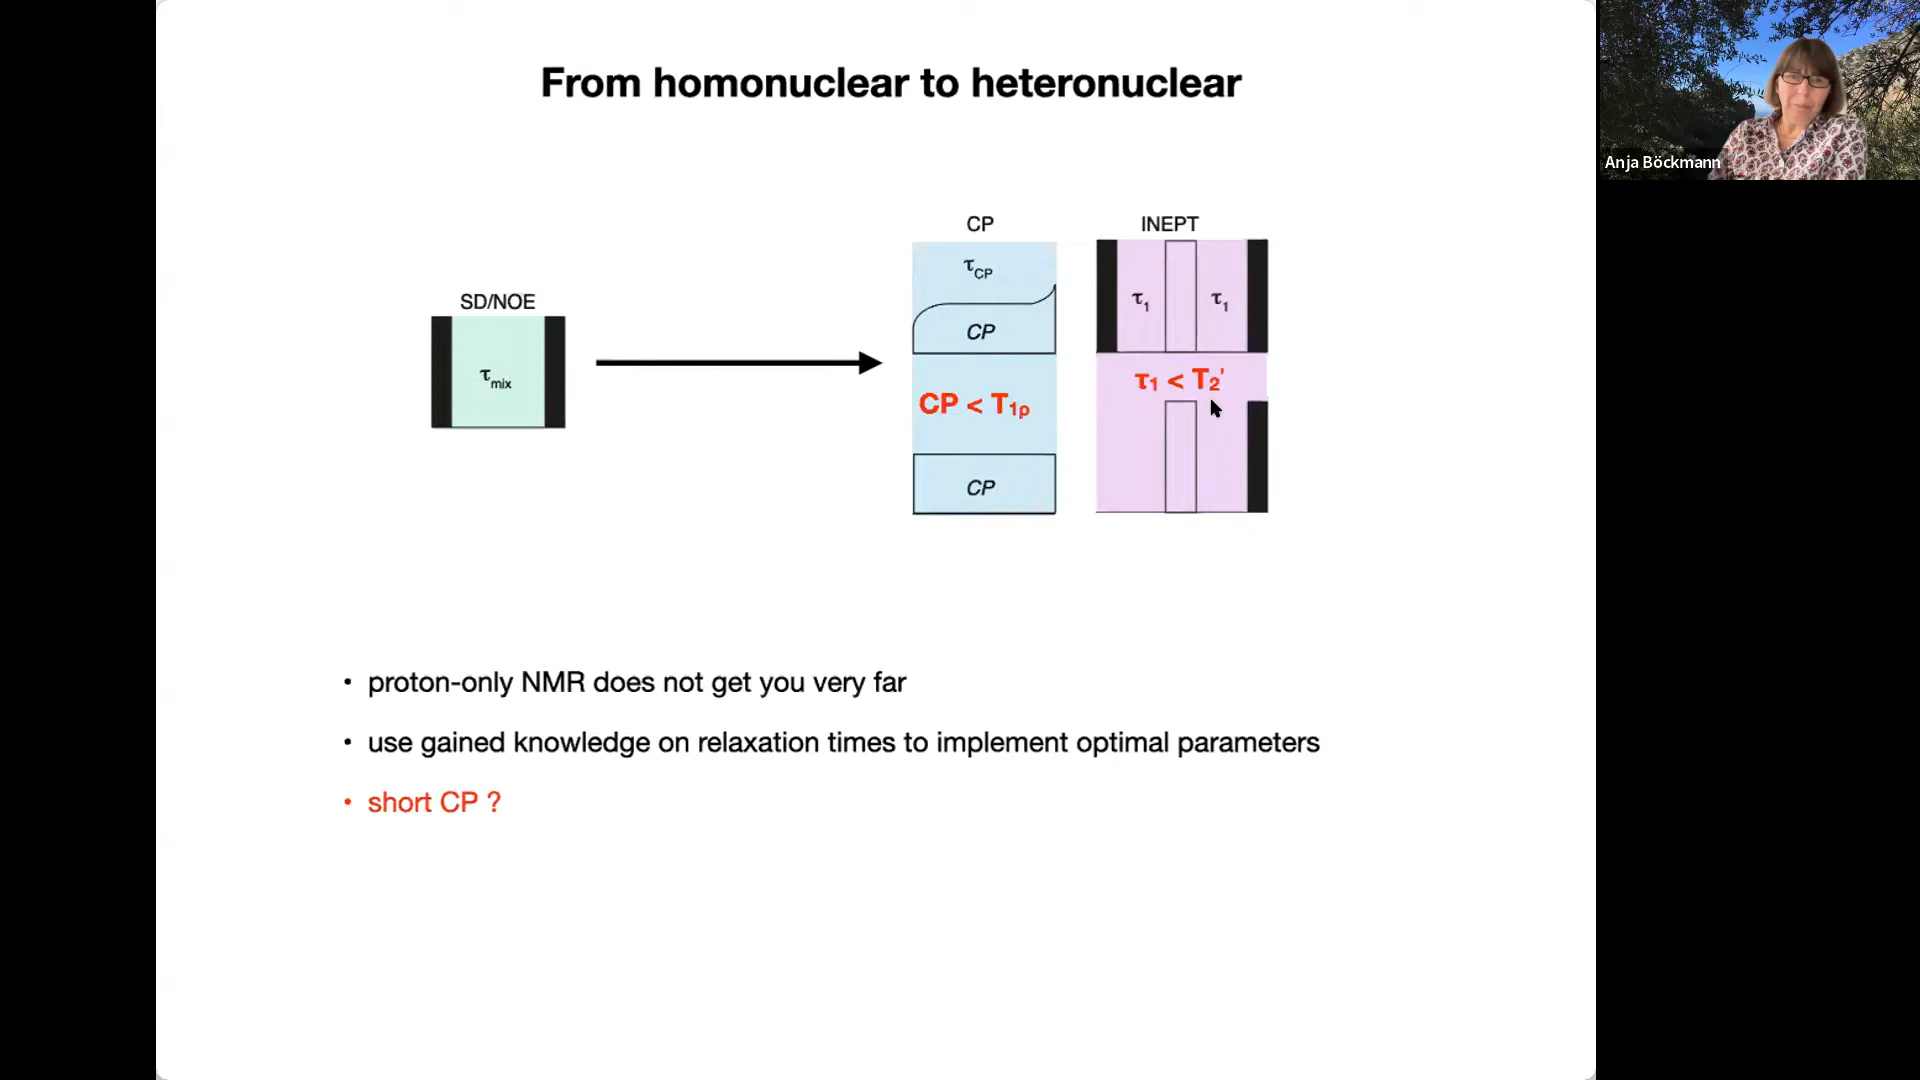 From homonuclear to heteronuclear
Anja Böckmann
CP
INEPT
SD/NOE
τmix
τCP
CP
CP < T1ρ
CP
τ1
τ1
τ1 < T2'
• proton-only NMR does not get you very far
• use gained knowledge on relaxation times to implement optimal parameters
• short CP ?